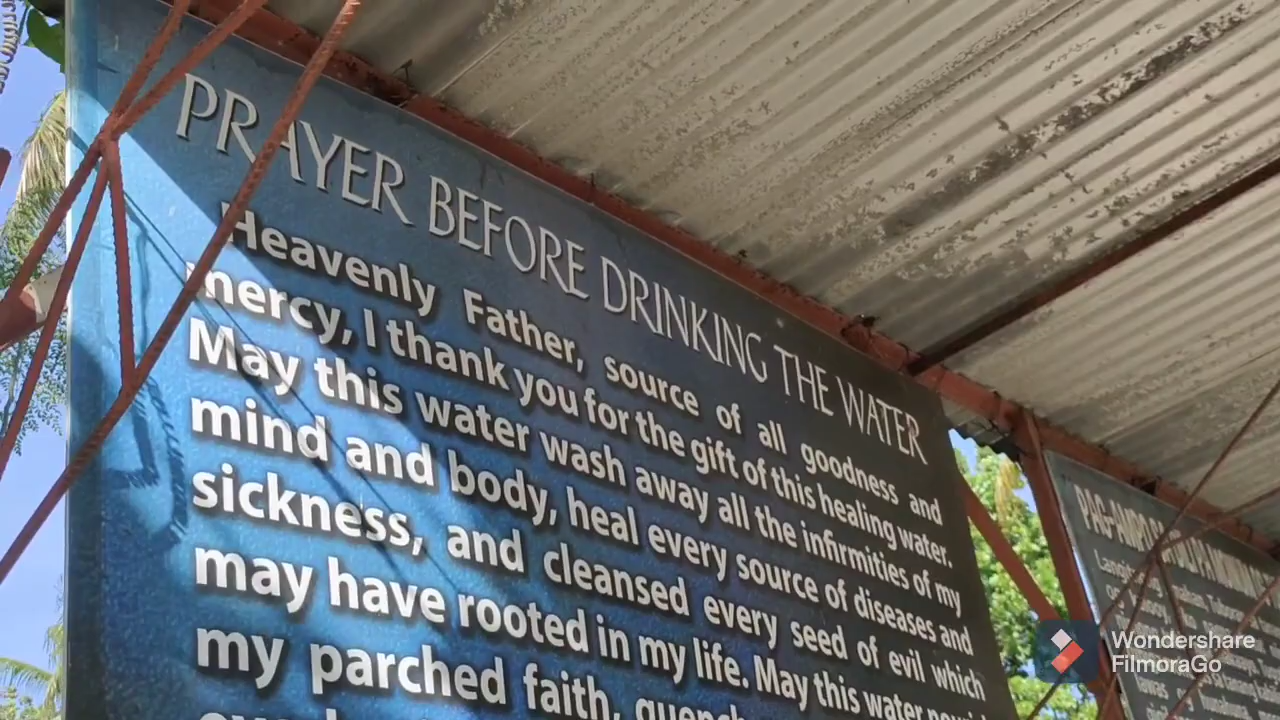 PRAYER BEFORE DRINKING THE WATER
Heavenly Father, source of all goodness and
mercy, I thank you for the gift of this healing water.
May this water wash away all the infirmities of my
mind and body, heal every source of diseases and
sickness, and cleansed every seed of evil which
may have rooted in my life. May this water
my parched faith,
Wondershare
FilmoraGo